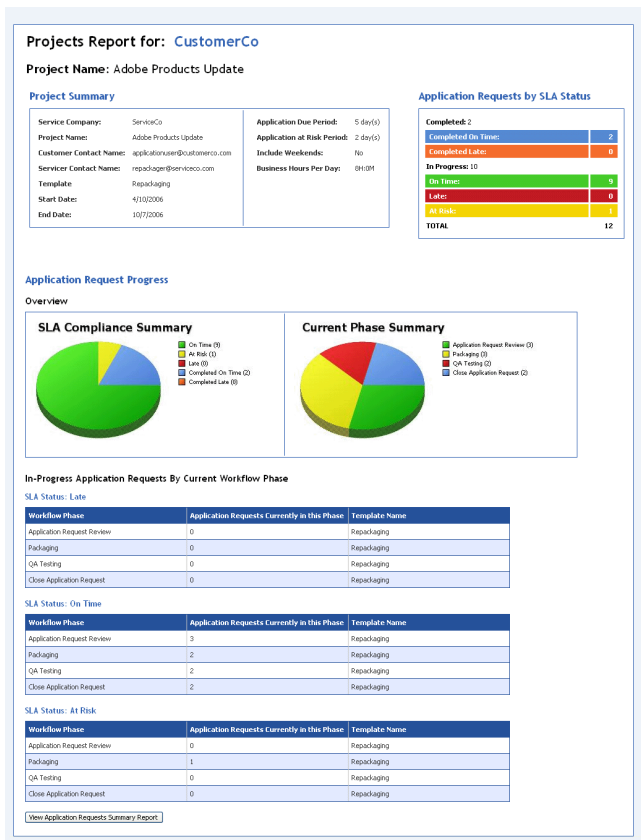 Projects Report for: CustomerCo
Project Name: Adobe Products Update
Project Summary
Service Company: ServiceCo
Project Name: Adobe Products Update
Customer Contact Name: applicationuser@customerco.com
Servicer Contact Name: repackager@serviceco.com
Template Repackaging
Start Date: 4/10/2006
End Date: 10/7/2006
Application Due Period: 5 day(s)
Application at Risk Period: 2 day(s)
Include Weekends: No
Business Hours Per Day: 8H:0M
Application Requests by SLA Status
Completed: 2
Completed On Time: 2
Completed Late: 0
In Progress: 10
On Time: 9
Late: 0
At Risk: 1
TOTAL 12
Application Request Progress
Overview
SLA Compliance Summary
On Time (9)
At Risk (1)
Late (0)
Completed On Time (2)
Completed Late (0)
Current Phase Summary
Application Request Review (3)
Packaging (3)
QA Testing (2)
Close Application Request (2)
In-Progress Application Requests By Current Workflow Phase
SLA Status: Late
Workflow Phase Application Requests Currently in this Phase Template Name
Application Request Review 0 Repackaging
Packaging 0 Repackaging
QA Testing 0 Repackaging
Close Application Request 0 Repackaging
SLA Status: On Time
Workflow Phase Application Requests Currently in this Phase Template Name
Application Request Review 3 Repackaging
Packaging 2 Repackaging
QA Testing 2 Repackaging
Close Application Request 2 Repackaging
SLA Status: At Risk
Workflow Phase Application Requests Currently in this Phase Template Name
Application Request Review 0 Repackaging
Packaging 1 Repackaging
QA Testing 0 Repackaging
Close Application Request 0 Repackaging
View Application Requests Summary Report